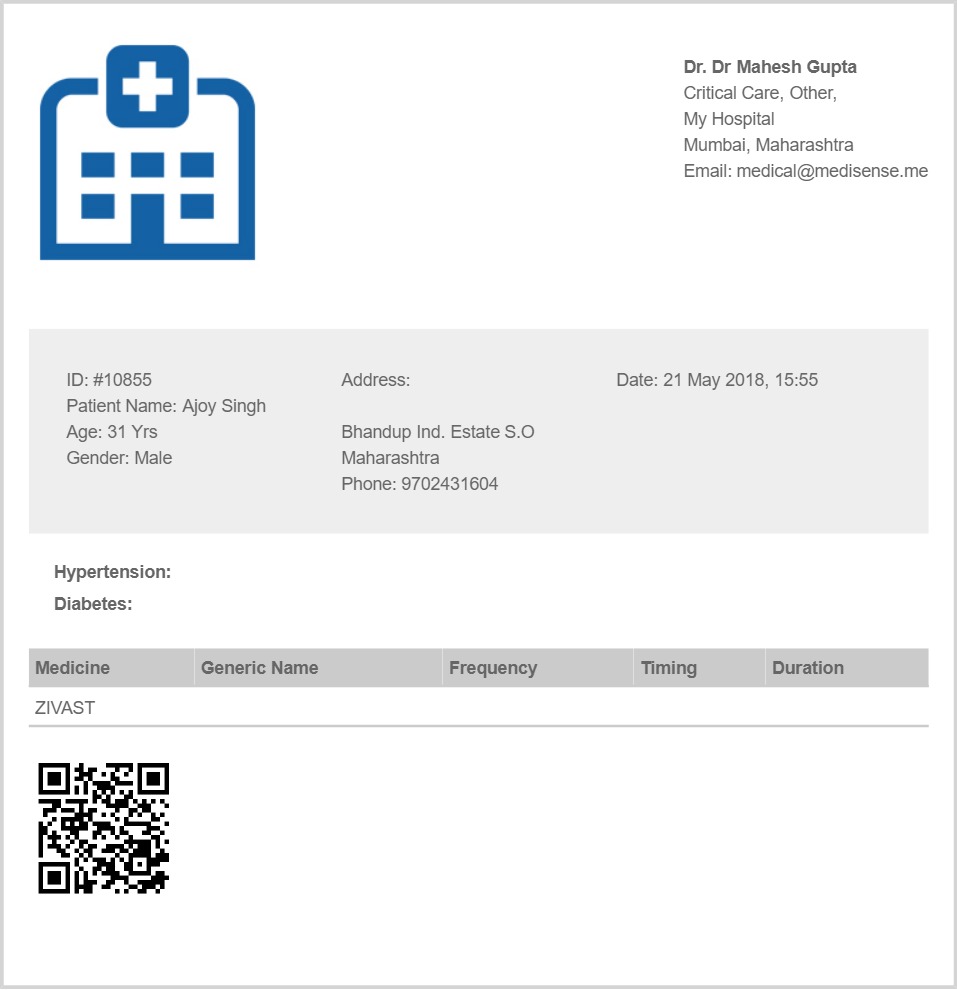 Dr. Dr Mahesh Gupta
Critical Care, Other,
My Hospital
Mumbai, Maharashtra
Email: medical@medisense.me
ID: #10855
Patient Name: Ajoy Singh
Age: 31 Yrs
Gender: Male
Address:
Bhandup Ind. Estate S.O
Maharashtra
Phone: 9702431604
Date: 21 May 2018, 15:55
Hypertension:
Diabetes:
Medicine Generic Name Frequency Timing Duration
ZIVAST